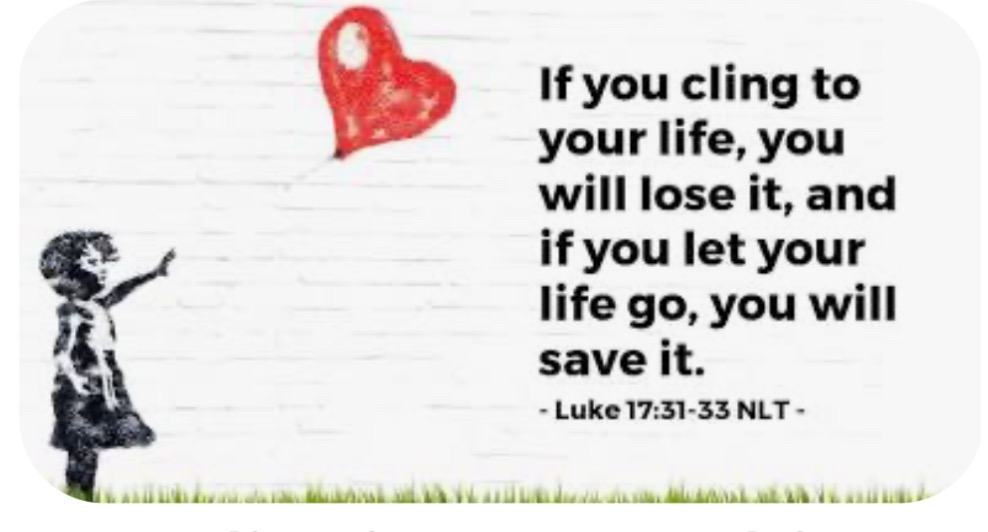 If you cling to
your life, you
will lose it, and
if you let your
life go, you will
save it.
- Luke 17:31-33 NLT -